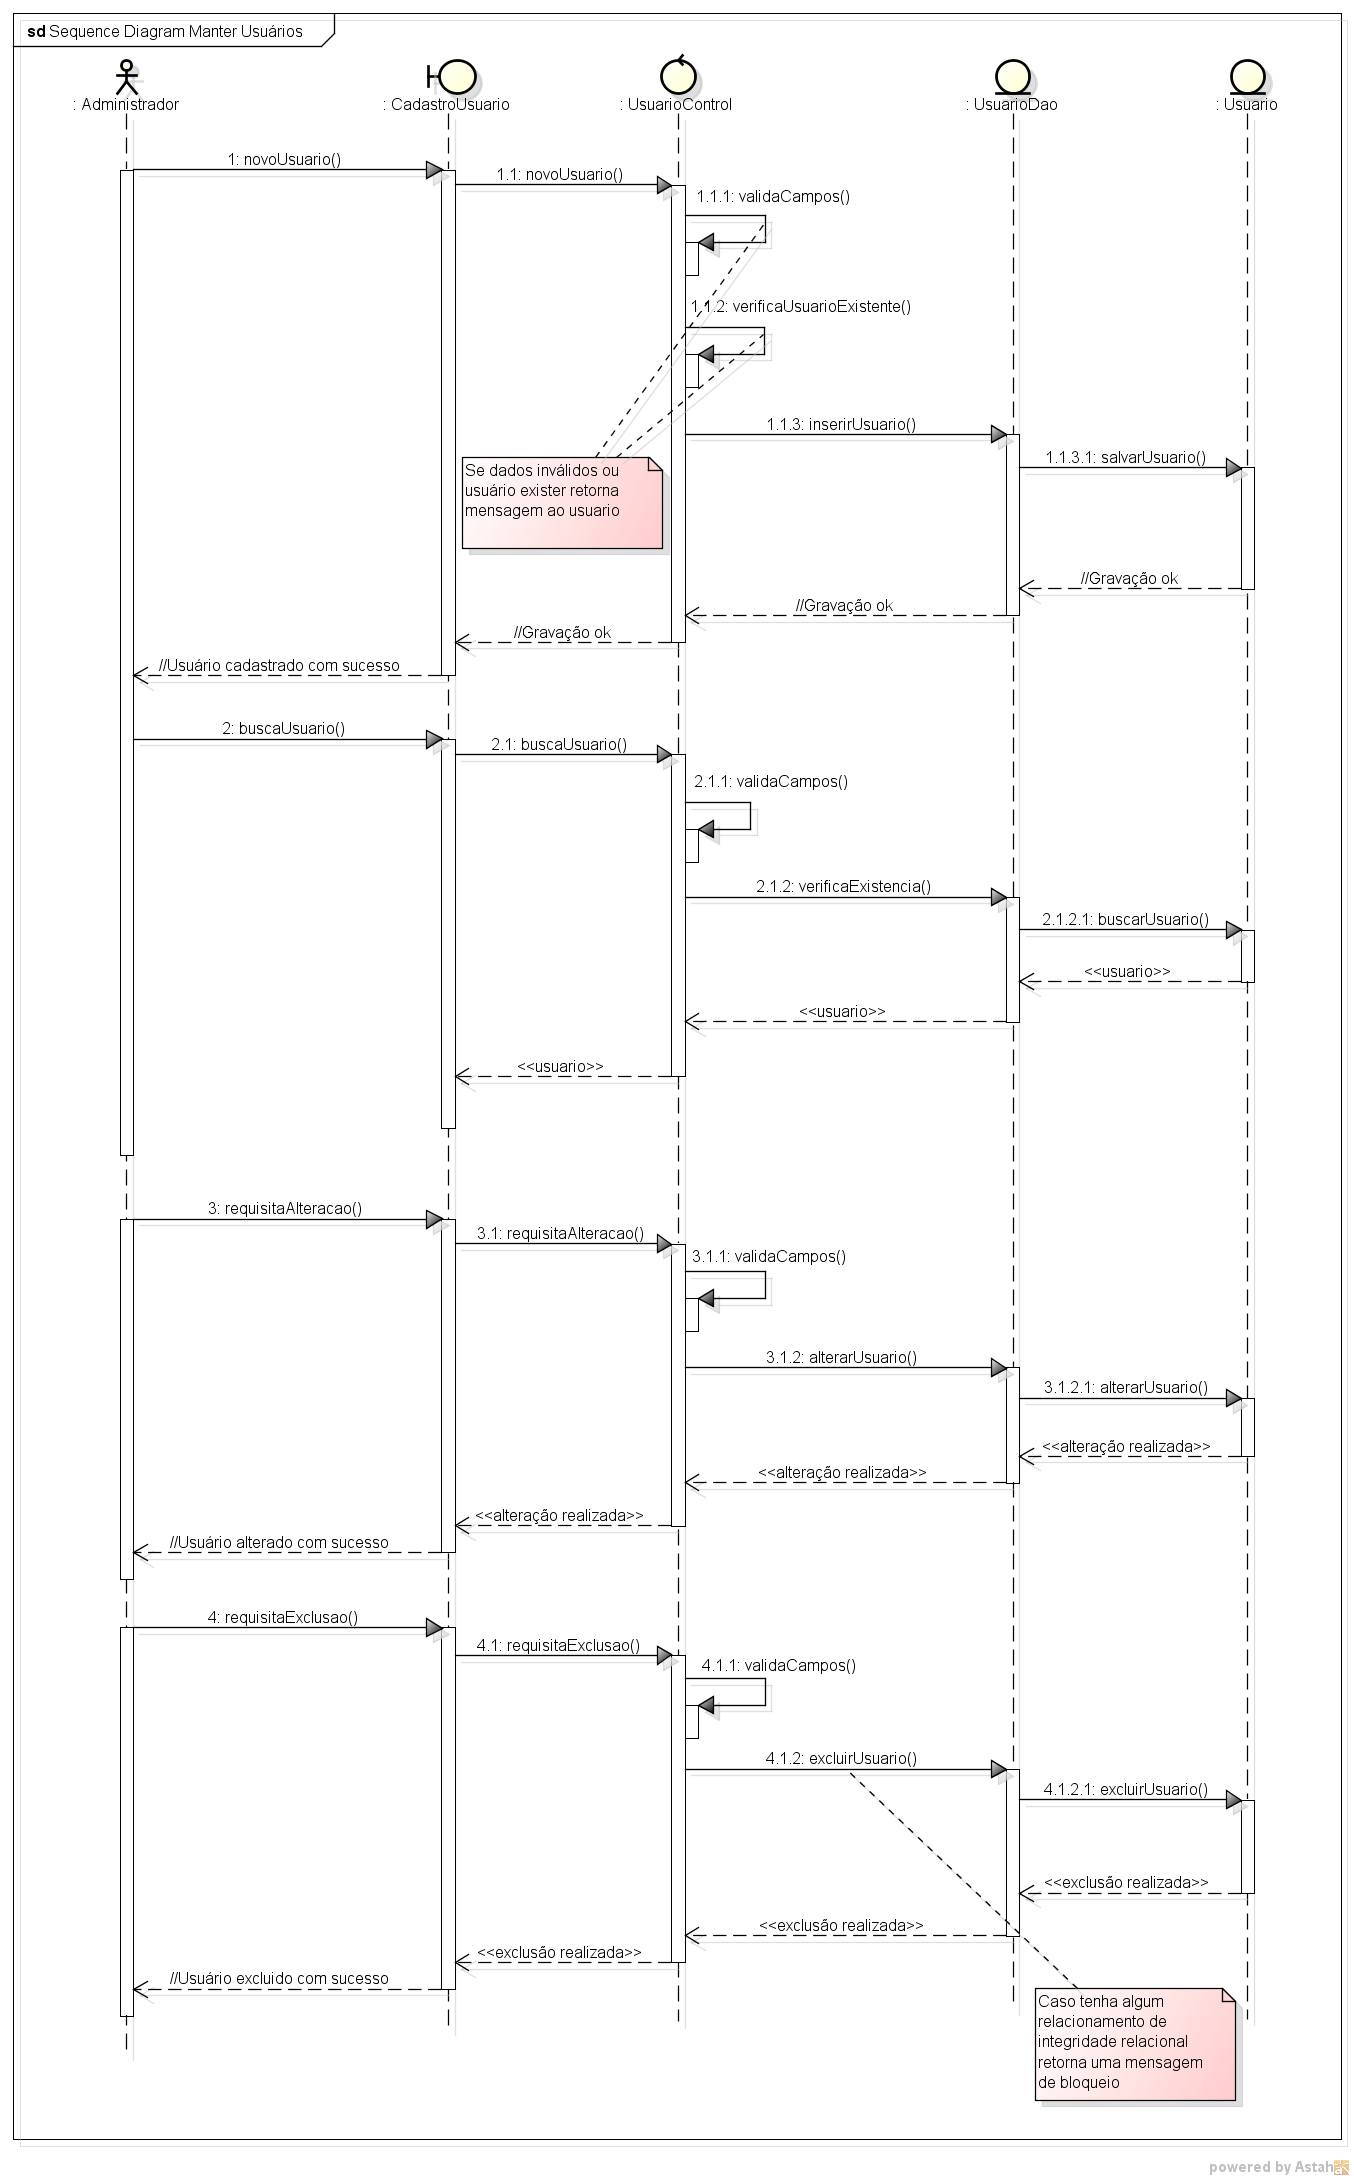 sd Sequence Diagram Manter Usuários
: Administrador
: CadastroUsuario
: UsuarioControl
: UsuarioDao
: Usuario
1: novoUsuario()
1.1: novoUsuario()
1.1.1: validaCampos()
1.1.2: verificaUsuarioExistente()
1.1.3: inserirUsuario()
1.1.3.1: salvarUsuario()
Se dados inválidos ou
usuário exister retorna
mensagem ao usuario
//Gravação ok
//Gravação ok
//Gravação ok
//Usuário cadastrado com sucesso
2: buscaUsuario()
2.1: buscaUsuario()
2.1.1: validaCampos()
2.1.2: verificaExistencia()
2.1.2.1: buscarUsuario()
<<usuario>>
<<usuario>>
<<usuario>>
3: requisitaAlteracao()
3.1: requisitaAlteracao()
3.1.1: validaCampos()
3.1.2: alterarUsuario()
3.1.2.1: alterarUsuario()
<<alteração realizada>>
<<alteração realizada>>
<<alteração realizada>>
//Usuário alterado com sucesso
4: requisitaExclusao()
4.1: requisitaExclusao()
4.1.1: validaCampos()
4.1.2: excluirUsuario()
4.1.2.1: excluirUsuario()
<<exclusão realizada>>
<<exclusão realizada>>
<<exclusão realizada>>
//Usuário excluido com sucesso
Caso tenha algum
relacionamento de
integridade relacional
retorna uma mensagem
de bloqueio
powered by Astah